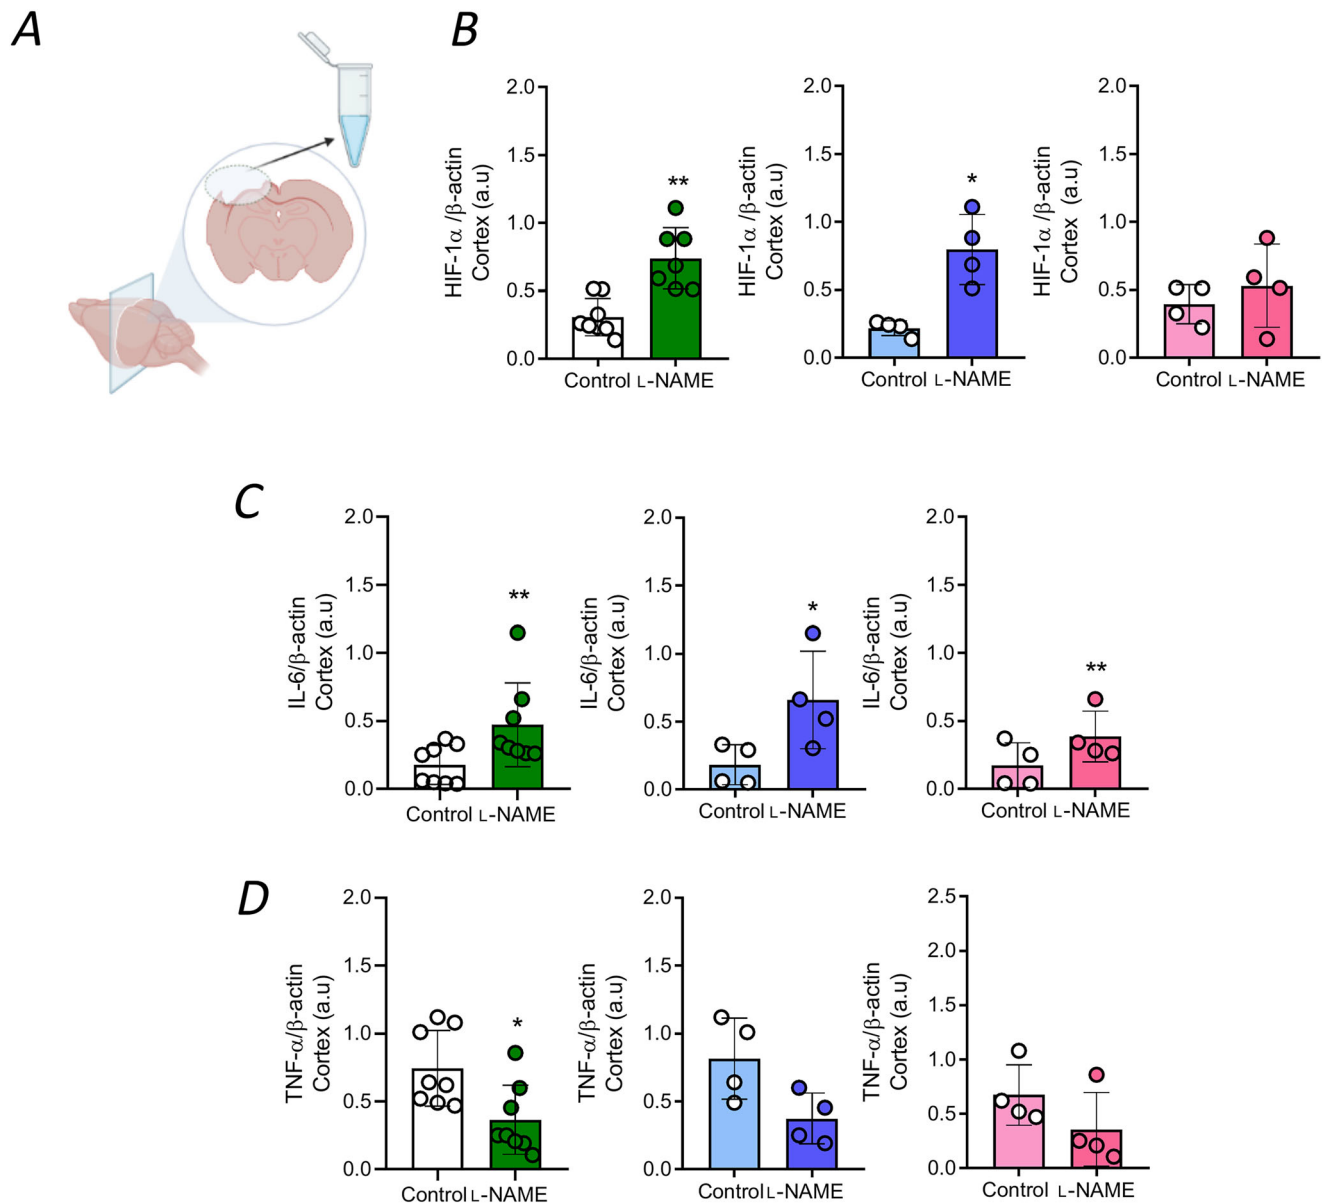 A
B
2.0
1.5
1.0
0.5
0.0
HIF-1α /β-actin
Cortex (a.u)
**
Control L-NAME
2.0
1.5
1.0
0.5
0.0
HIF-1α /β-actin
Cortex (a.u)
*
Control L-NAME
2.0
1.5
1.0
0.5
0.0
HIF-1α /β-actin
Cortex (a.u)
Control L-NAME
C
2.0
1.5
1.0
0.5
0.0
IL-6/β-actin
Cortex (a.u)
**
Control L-NAME
2.0
1.5
1.0
0.5
0.0
IL-6/β-actin
Cortex (a.u)
*
Control L-NAME
2.0
1.5
1.0
0.5
0.0
IL-6/β-actin
Cortex (a.u)
**
Control L-NAME
D
2.0
1.5
1.0
0.5
0.0
TNF-α/β-actin
Cortex (a.u)
*
Control L-NAME
2.0
1.5
1.0
0.5
0.0
TNF-α/β-actin
Cortex (a.u)
Control L-NAME
2.5
2.0
1.5
1.0
0.5
0.0
TNF-α/β-actin
Cortex (a.u)
Control L-NAME